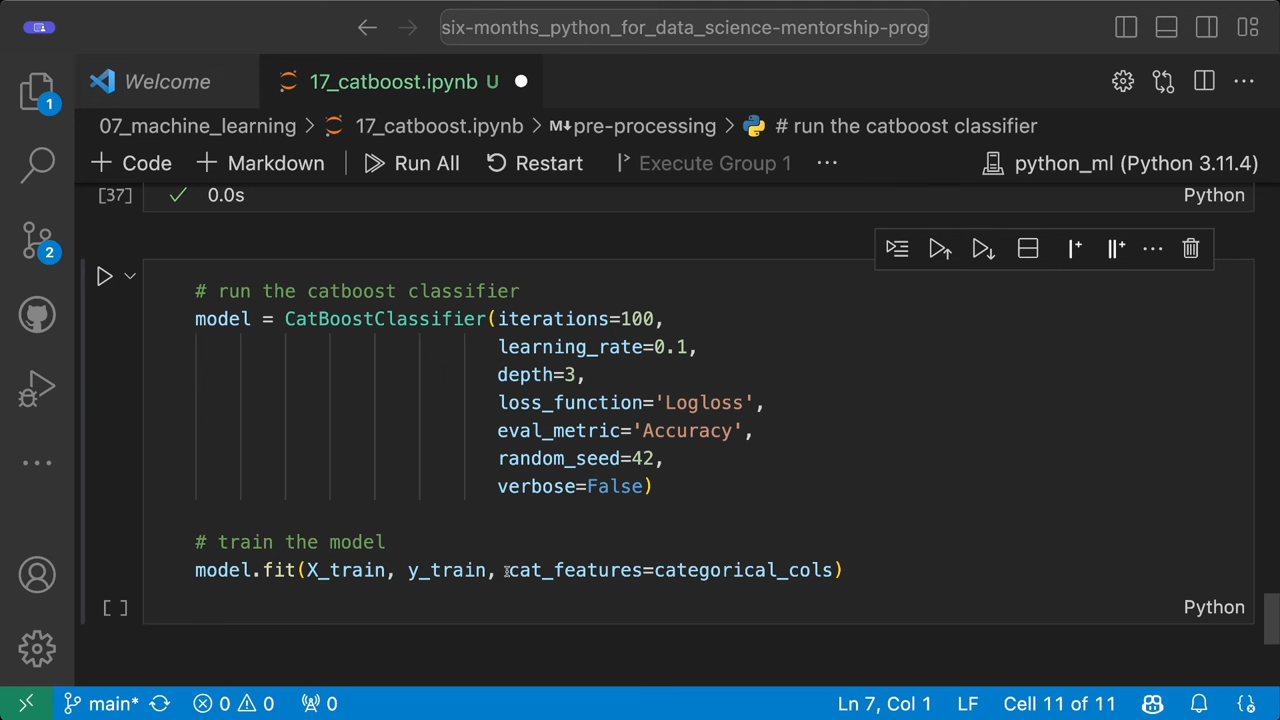 six-months_python_for_data_science-mentorship-prog
Welcome
17_catboost.ipynb U
1
07_machine_learning > 17_catboost.ipynb > M↓pre-processing > # run the catboost classifier
+ Code + Markdown Run All Restart Execute Group 1 ... python_ml (Python 3.11.4)
[37] ✓ 0.0s Python
2
# run the catboost classifier
model = CatBoostClassifier(iterations=100,
learning_rate=0.1,
depth=3,
loss_function='Logloss',
eval_metric='Accuracy',
random_seed=42,
verbose=False)
# train the model
model.fit(X_train, y_train, cat_features=categorical_cols)
[ ] Python
main* 0 0 0 Ln 7, Col 1 LF Cell 11 of 11